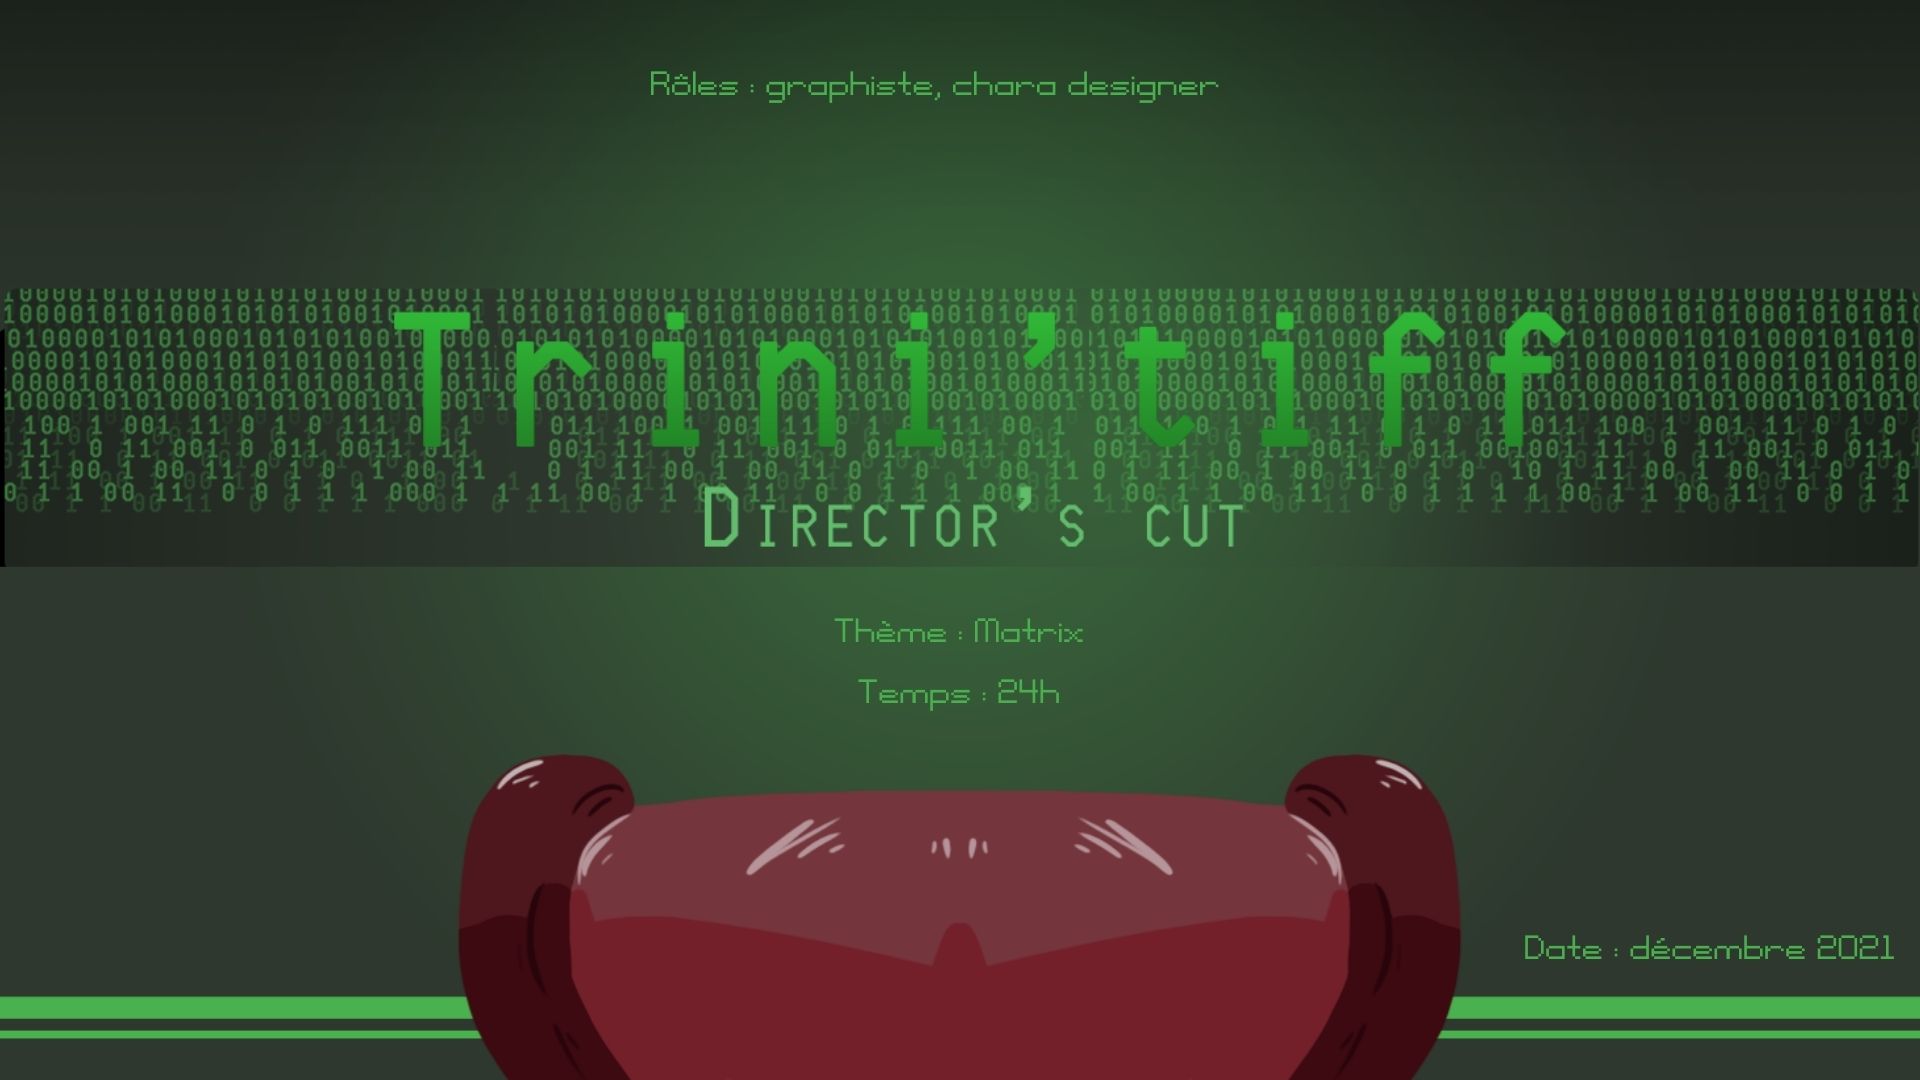 Rôles : graphiste, chara designer
Trini'tiff
Director's cut
Thème : Matrix
Temps : 24h
Date : décembre 2021